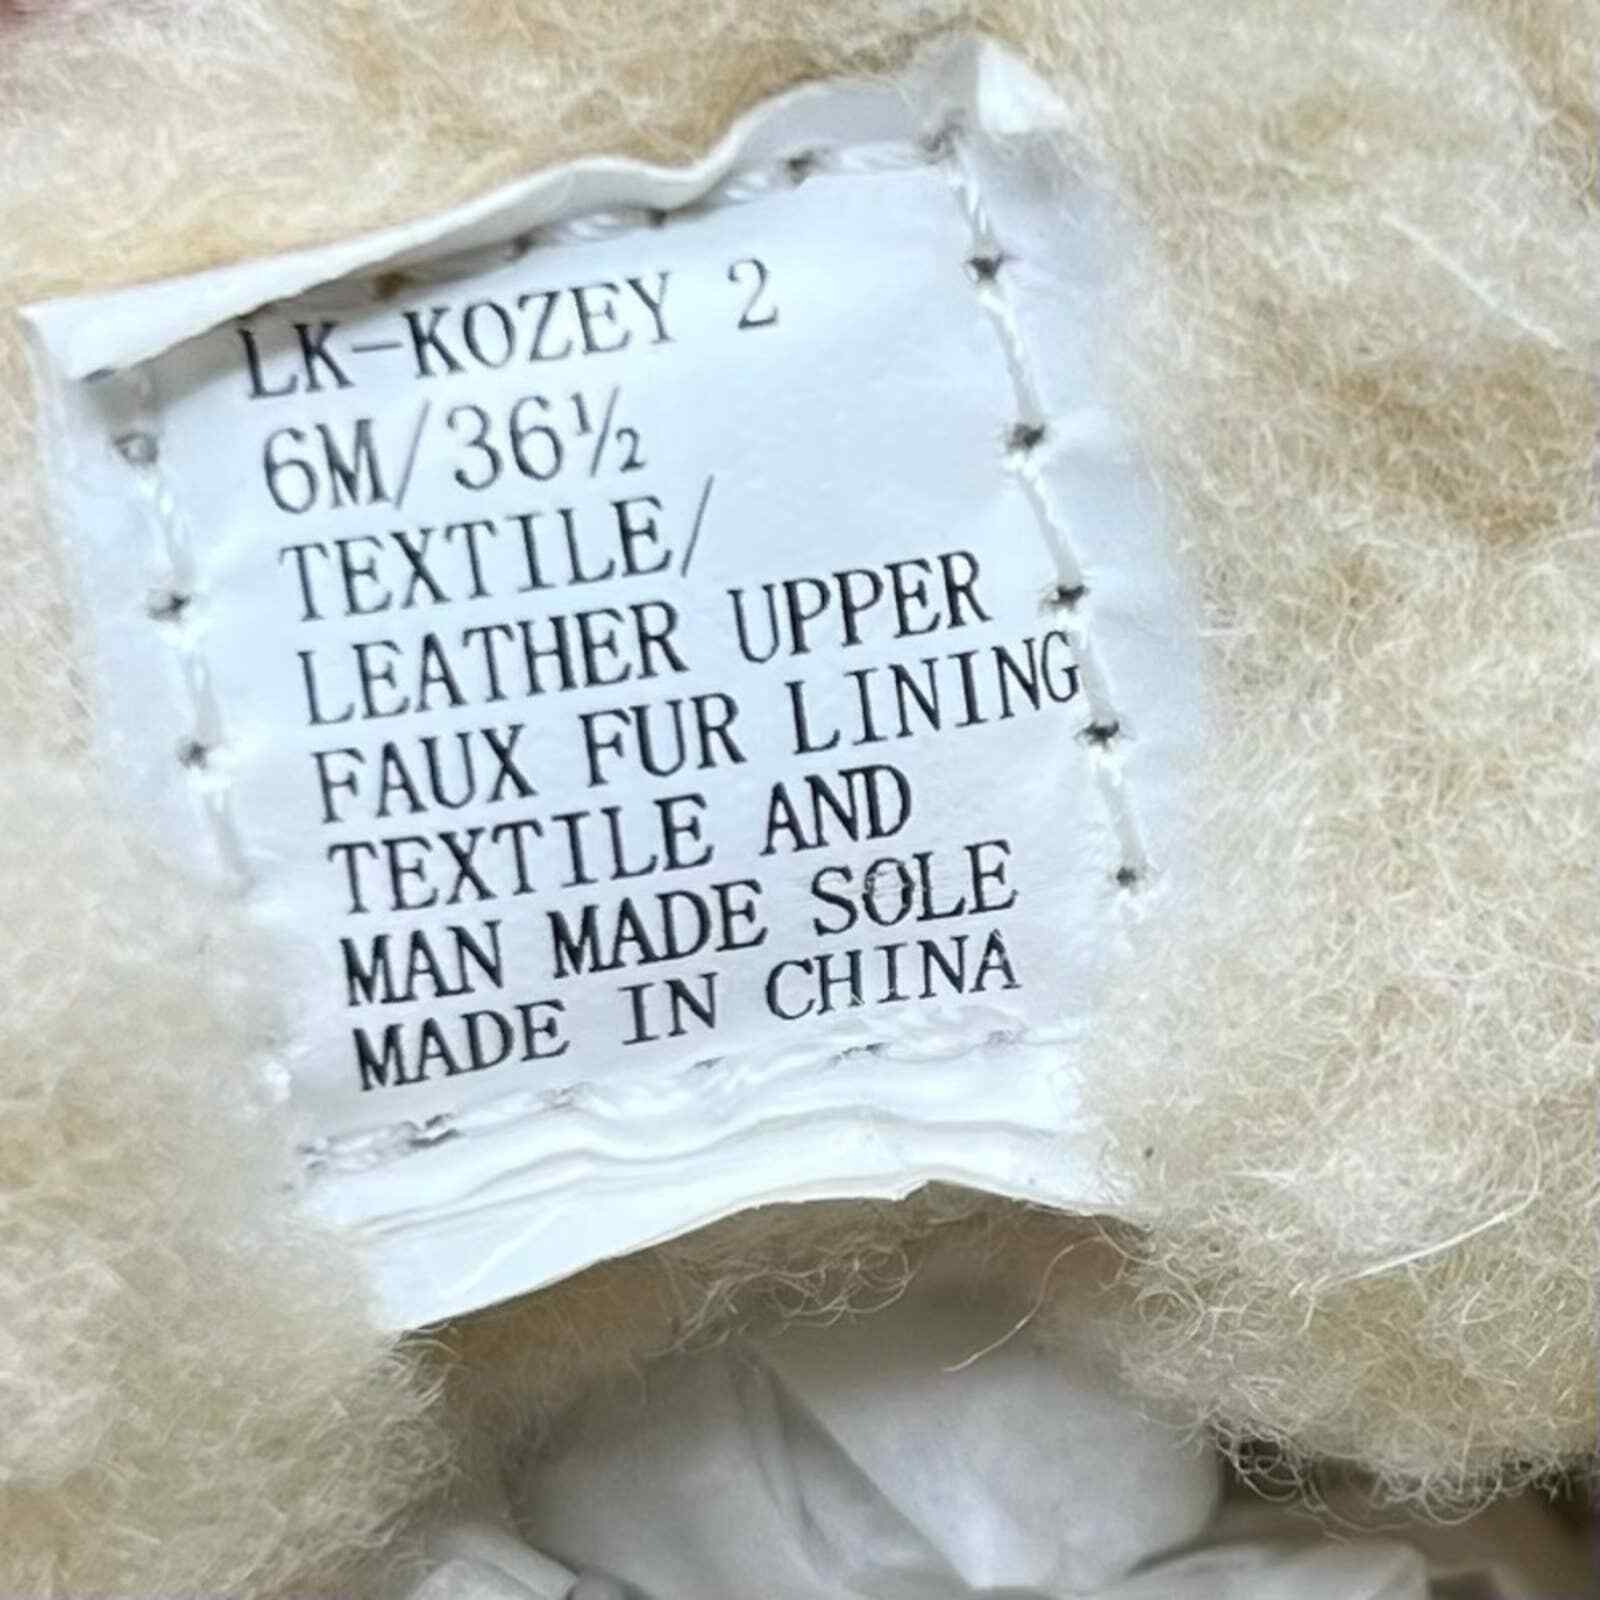 LK-KOZEY 2
6M/36½
TEXTILE/
LEATHER UPPER
FAUX FUR LINING
TEXTILE AND
MAN MADE SOLE
MADE IN CHINA